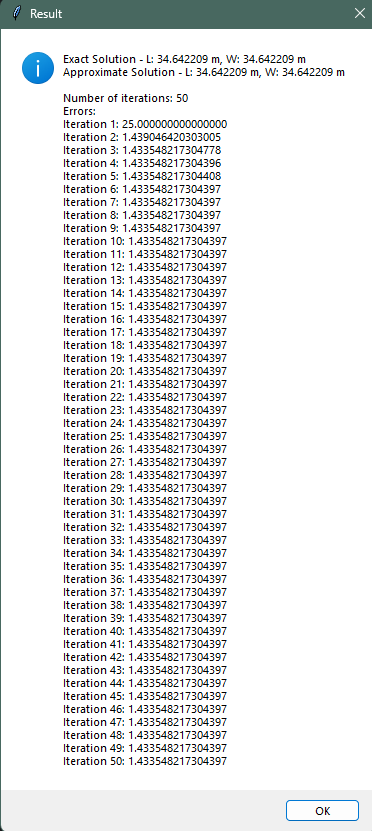 Result
Exact Solution - L: 34.642209 m, W: 34.642209 m
Approximate Solution - L: 34.642209 m, W: 34.642209 m
Number of iterations: 50
Errors:
Iteration 1: 25.000000000000000
Iteration 2: 1.439046420303005
Iteration 3: 1.433548217304778
Iteration 4: 1.433548217304396
Iteration 5: 1.433548217304408
Iteration 6: 1.433548217304397
Iteration 7: 1.433548217304397
Iteration 8: 1.433548217304397
Iteration 9: 1.433548217304397
Iteration 10: 1.433548217304397
Iteration 11: 1.433548217304397
Iteration 12: 1.433548217304397
Iteration 13: 1.433548217304397
Iteration 14: 1.433548217304397
Iteration 15: 1.433548217304397
Iteration 16: 1.433548217304397
Iteration 17: 1.433548217304397
Iteration 18: 1.433548217304397
Iteration 19: 1.433548217304397
Iteration 20: 1.433548217304397
Iteration 21: 1.433548217304397
Iteration 22: 1.433548217304397
Iteration 23: 1.433548217304397
Iteration 24: 1.433548217304397
Iteration 25: 1.433548217304397
Iteration 26: 1.433548217304397
Iteration 27: 1.433548217304397
Iteration 28: 1.433548217304397
Iteration 29: 1.433548217304397
Iteration 30: 1.433548217304397
Iteration 31: 1.433548217304397
Iteration 32: 1.433548217304397
Iteration 33: 1.433548217304397
Iteration 34: 1.433548217304397
Iteration 35: 1.433548217304397
Iteration 36: 1.433548217304397
Iteration 37: 1.433548217304397
Iteration 38: 1.433548217304397
Iteration 39: 1.433548217304397
Iteration 40: 1.433548217304397
Iteration 41: 1.433548217304397
Iteration 42: 1.433548217304397
Iteration 43: 1.433548217304397
Iteration 44: 1.433548217304397
Iteration 45: 1.433548217304397
Iteration 46: 1.433548217304397
Iteration 47: 1.433548217304397
Iteration 48: 1.433548217304397
Iteration 49: 1.433548217304397
Iteration 50: 1.433548217304397
OK